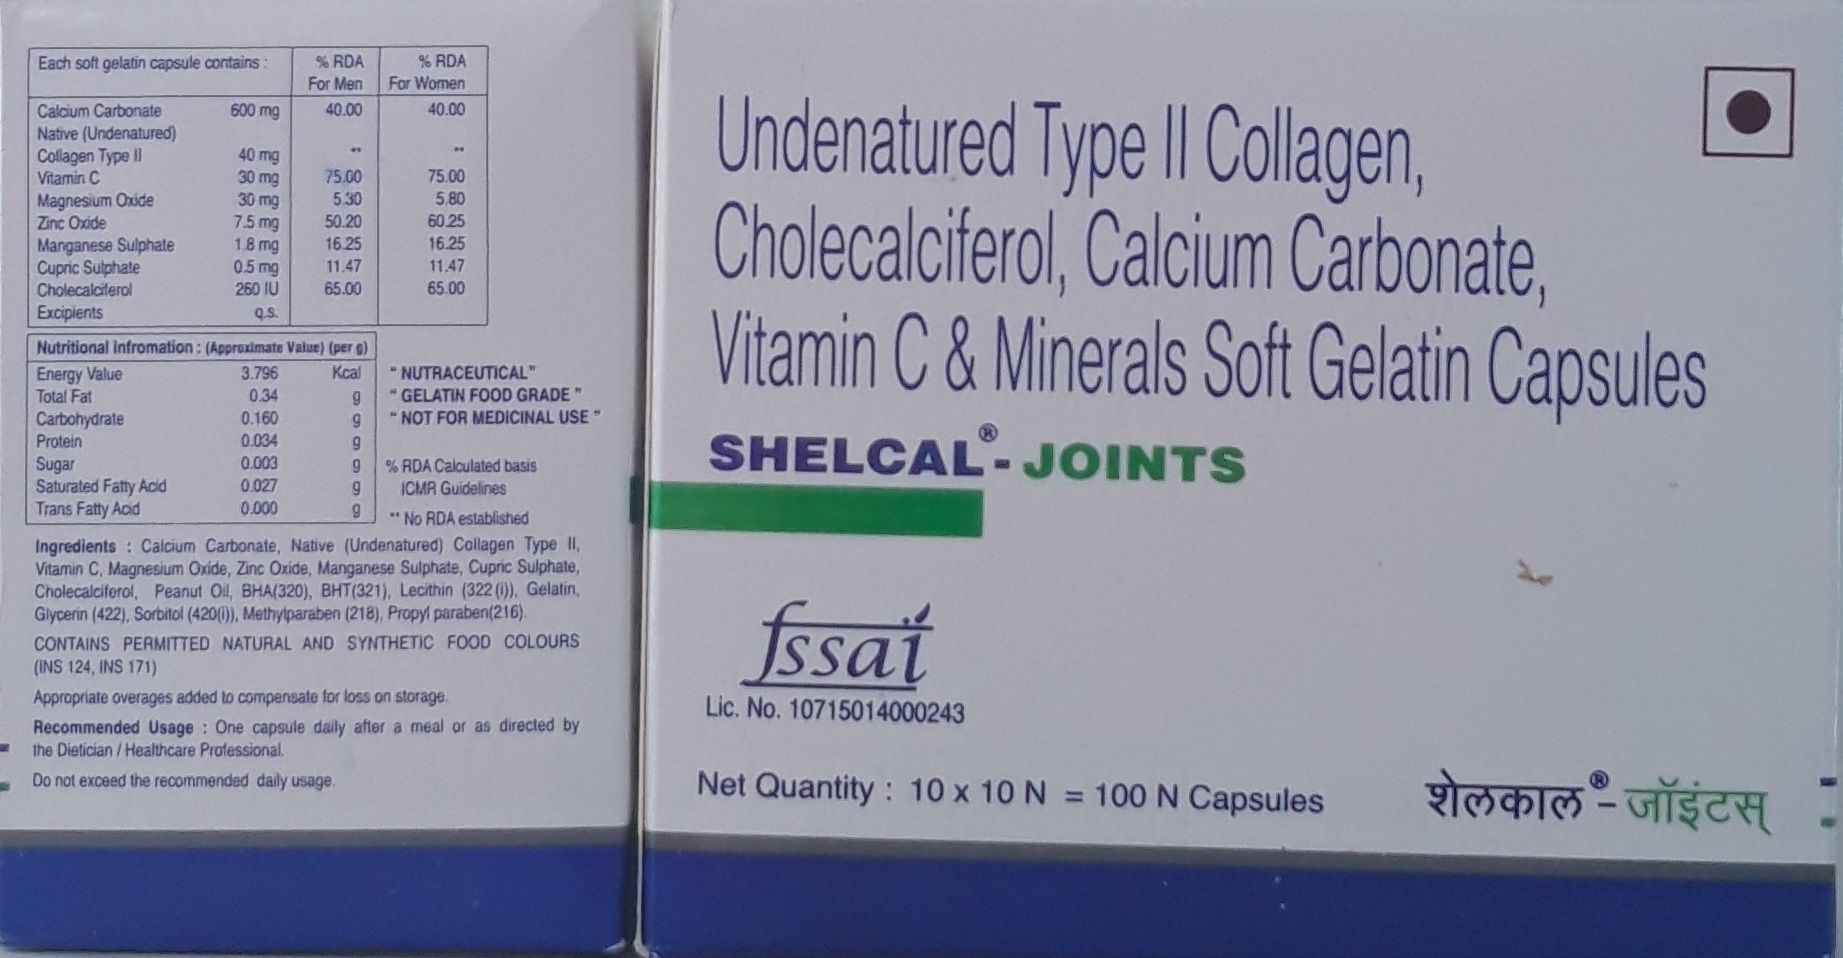 Each soft gelatin capsule contains : % RDA For Men % RDA For Women
Calcium Carbonate 600 mg 40.00 40.00
Native (Undenatured)
Collagen Type II 40 mg ** **
Vitamin C 30 mg 75.00 75.00
Magnesium Oxide 30 mg 5.30 5.80
Zinc Oxide 7.5 mg 50.20 60.25
Manganese Sulphate 1.8 mg 16.25 16.25
Cupric Sulphate 0.5 mg 11.47 11.47
Cholecalciferol 260 IU 65.00 65.00
Excipients q.s.
Nutritional infromation : (Approximate Value) (per g)
Energy Value 3.796 Kcal
Total Fat 0.34 g
Carbohydrate 0.160 g
Protein 0.034 g
Sugar 0.003 g
Saturated Fatty Acid 0.027 g
Trans Fatty Acid 0.000 g
" NUTRACEUTICAL"
" GELATIN FOOD GRADE "
" NOT FOR MEDICINAL USE "
% RDA Calculated basis
ICMR Guidelines
** No RDA established
Ingredients : Calcium Carbonate, Native (Undenatured) Collagen Type II,
Vitamin C, Magnesium Oxide, Zinc Oxide, Manganese Sulphate, Cupric Sulphate,
Cholecalciferol, Peanut Oil, BHA(320), BHT(321), Lecithin (322(i)), Gelatin,
Glycerin (422), Sorbitol (420(i)), Methylparaben (218), Propyl paraben(216).
CONTAINS PERMITTED NATURAL AND SYNTHETIC FOOD COLOURS
(INS 124, INS 171)
Appropriate overages added to compensate for loss on storage.
Recommended Usage : One capsule daily after a meal or as directed by
the Dietician / Healthcare Professional.
Do not exceed the recommended daily usage.
Undenatured Type II Collagen,
Cholecalciferol, Calcium Carbonate,
Vitamin C & Minerals Soft Gelatin Capsules
SHELCAL®-JOINTS
fssai
Lic. No. 10715014000243
Net Quantity : 10 x 10 N = 100 N Capsules
शेलकाल®-जॉइंटस्